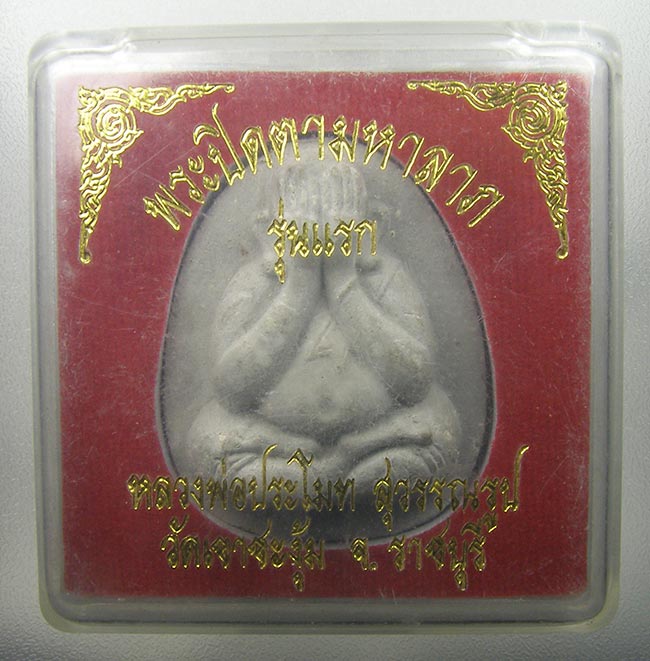 พระปิดตามหาลาภ
รุ่นแรก
หลวงพ่อประโมท สุวรรณรูป
วัดเขาชะงุ้ม จ. ราชบุรี